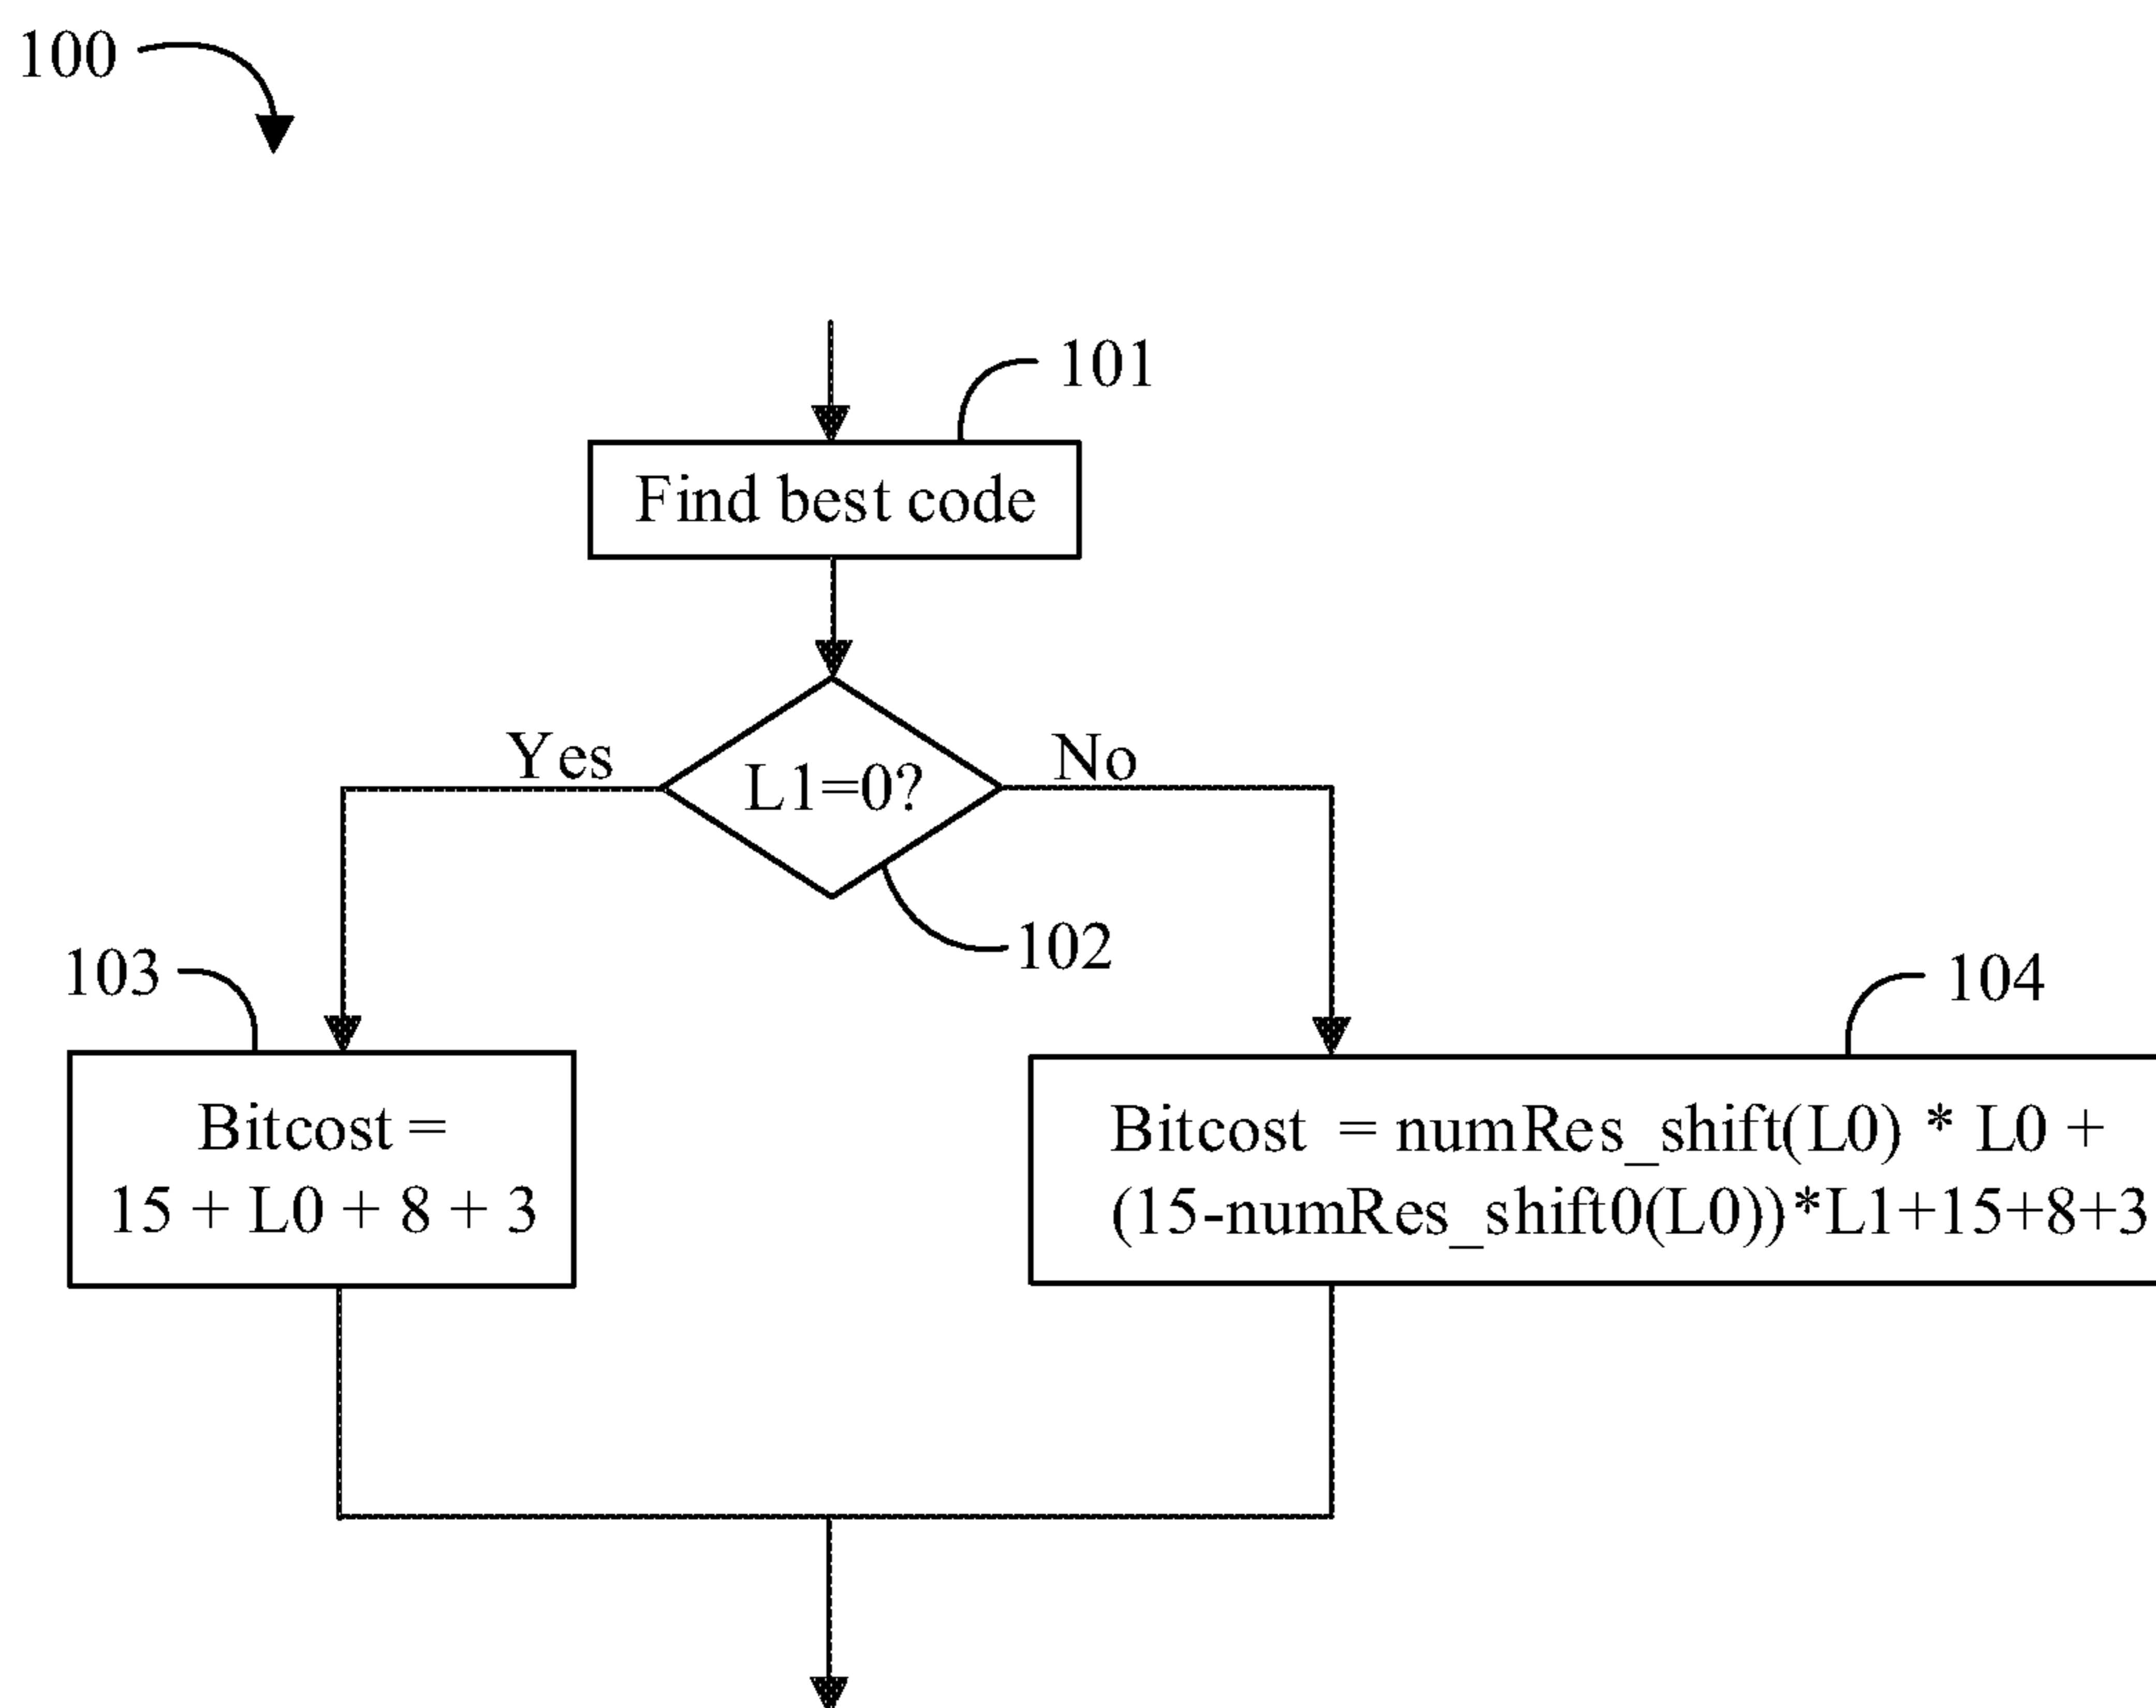 100
101
Find best code
Yes
No
L1=0?
102
103
104
Bitcost =
15 + L0 + 8 + 3
Bitcost = numRes_shift(L0) * L0 +
(15-numRes_shift0(L0))*L1+15+8+3